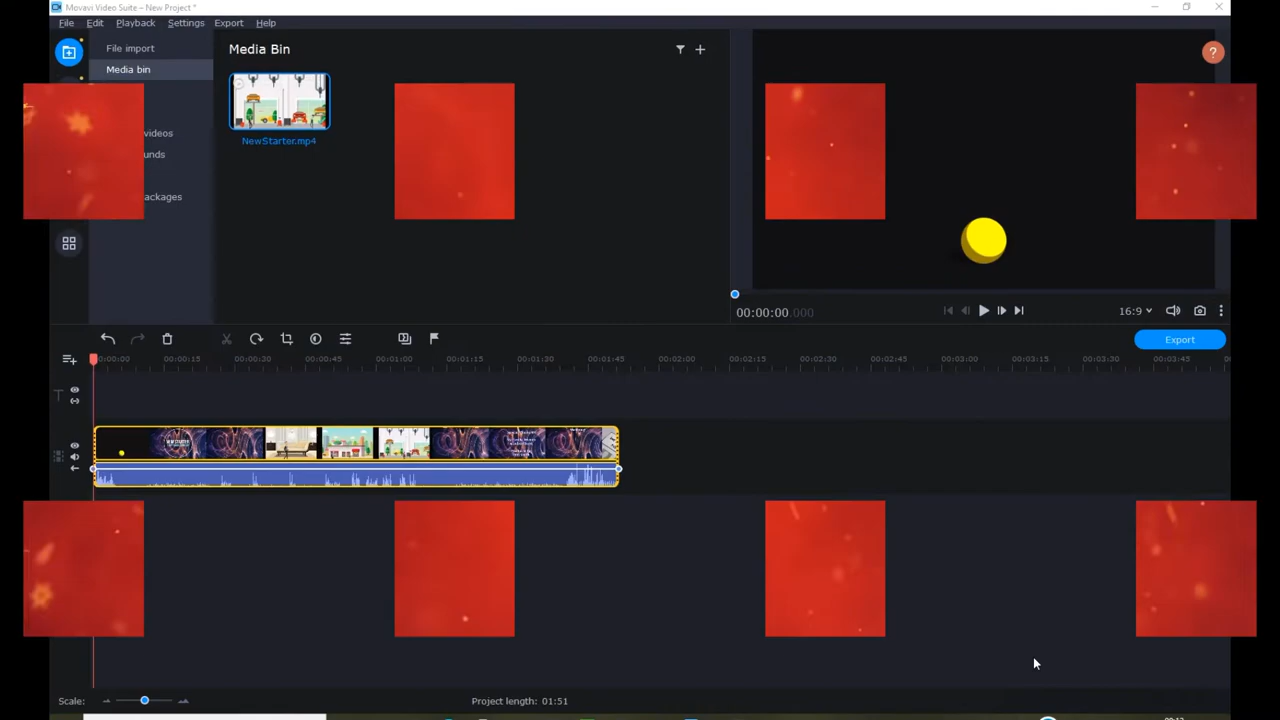 Movavi Video Suite – New Project *
File Edit Playback Settings Export Help
File import
Media bin
videos
unds
ackages
Media Bin
NewStarter.mp4
?
00:00:00.000
16:9
Export
00:00:00 00:00:15 00:00:30 00:00:45 00:01:00 00:01:15 00:01:30 00:01:45 00:02:00 00:02:15 00:02:30 00:02:45 00:03:00 00:03:15 00:03:30 00:03:45
Scale:
Project length: 01:51